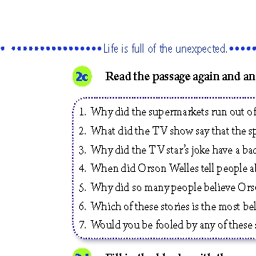 Life is full of the unexpected.
2c Read the passage again and an
1. Why did the supermarkets run out of
2. What did the TV show say that the sp
3. Why did the TV star's joke have a bad
4. When did Orson Welles tell people ab
5. Why did so many people believe Orso
6. Which of these stories is the most bel
7. Would you be fooled by any of these s